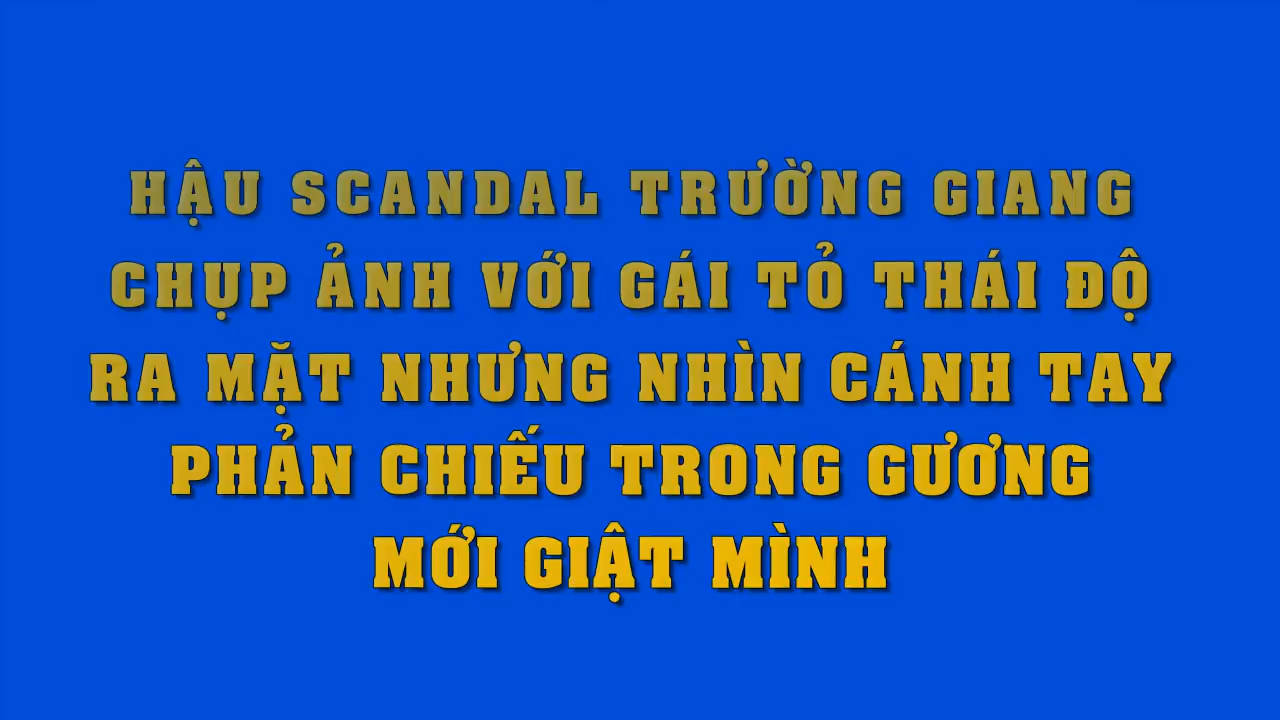 HẬU SCANDAL TRƯỜNG GIANG
CHỤP ẢNH VỚI GÁI TỎ THÁI ĐỘ
RA MẶT NHƯNG NHÌN CÁNH TAY
PHẢN CHIẾU TRONG GƯƠNG
MỚI GIẬT MÌNH